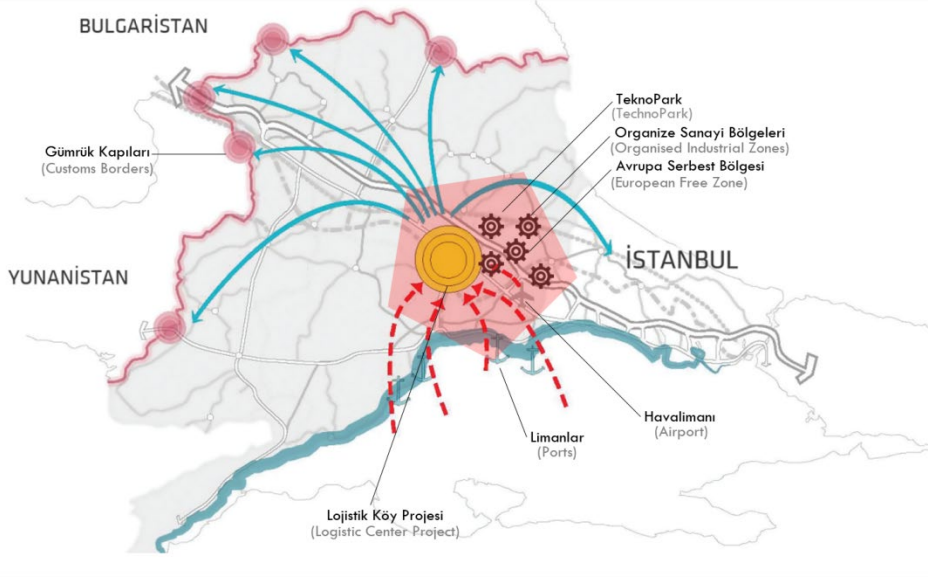 BULGARİSTAN
TeknoPark
(TechnoPark)
Organize Sanayi Bölgeleri
(Organised Industrial Zones)
Avrupa Serbest Bölgesi
(European Free Zone)
Gümrük Kapıları
(Customs Borders)
İSTANBUL
YUNANİSTAN
Havalimanı
(Airport)
Limanlar
(Ports)
Lojistik Köy Projesi
(Logistic Center Project)